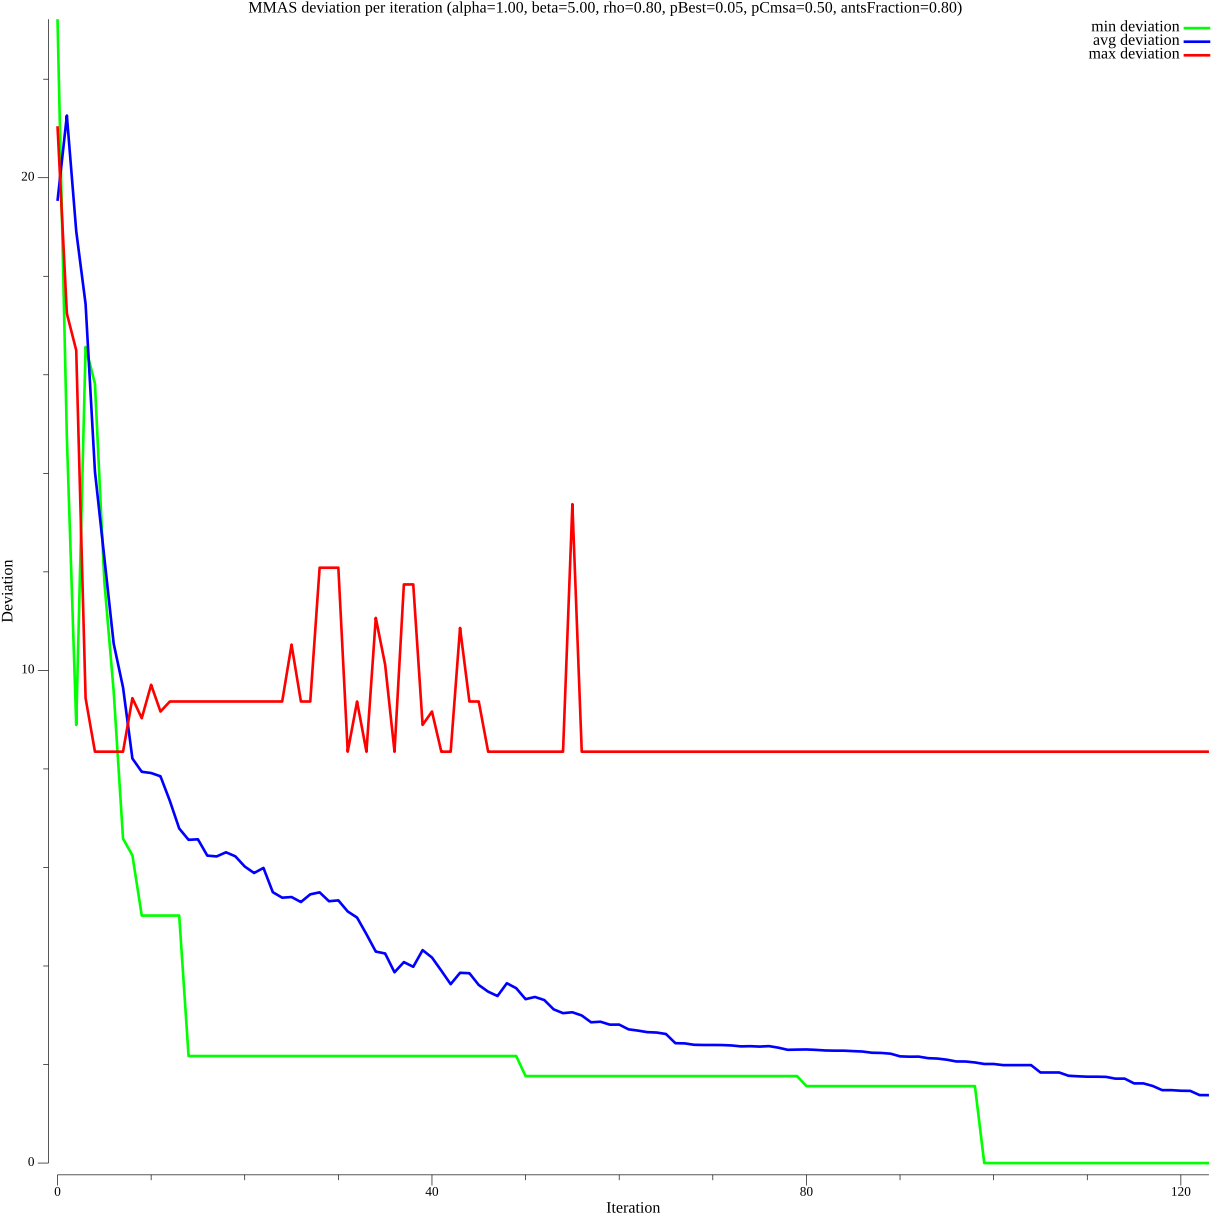 MMAS deviation per iteration (alpha=1.00, beta=5.00, rho=0.80, pBest=0.05, pCmsa=0.50, antsFraction=0.80)
min deviation
avg deviation
max deviation
20
10
0
Deviation
0
40
80
120
Iteration